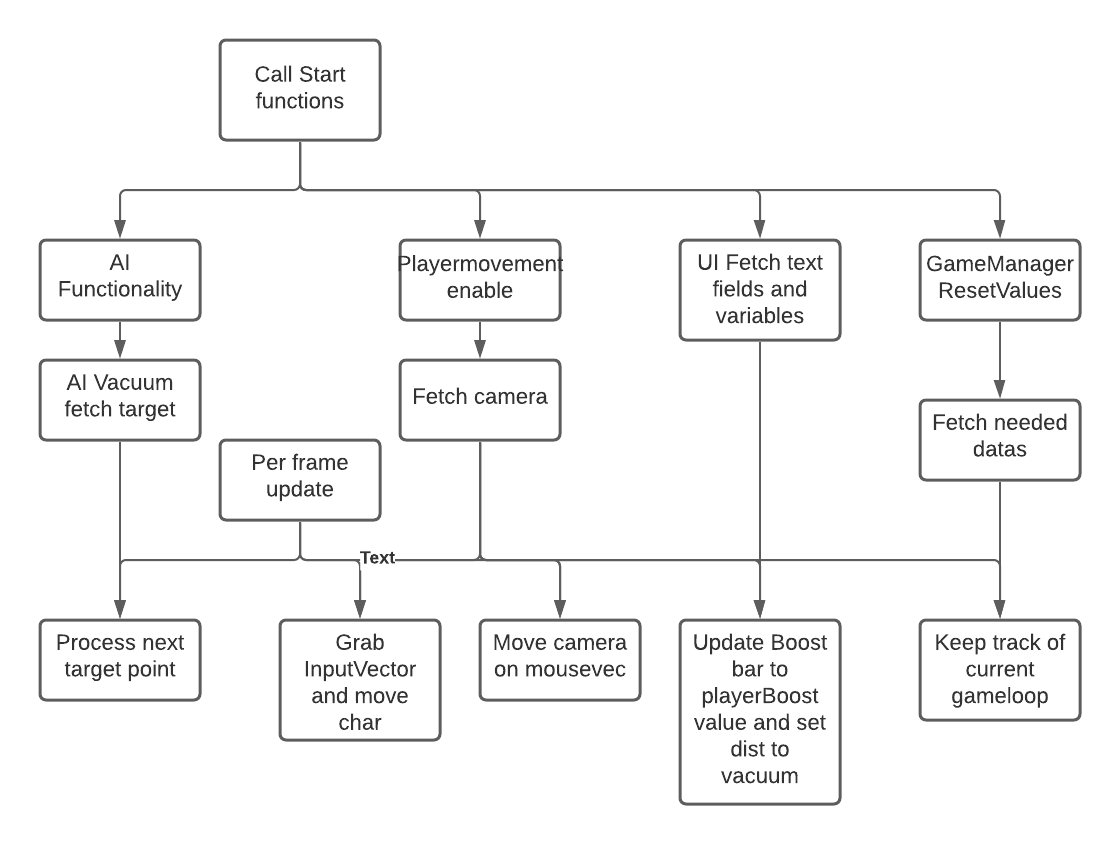 Call Start
functions
AI
Functionality
Playermovement
enable
UI Fetch text
fields and
variables
GameManager
ResetValues
AI Vacuum
fetch target
Fetch camera
Fetch needed
datas
Per frame
update
Text
Process next
target point
Grab
InputVector
and move
char
Move camera
on mousevec
Update Boost
bar to
playerBoost
value and set
dist to
vacuum
Keep track of
current
gameloop